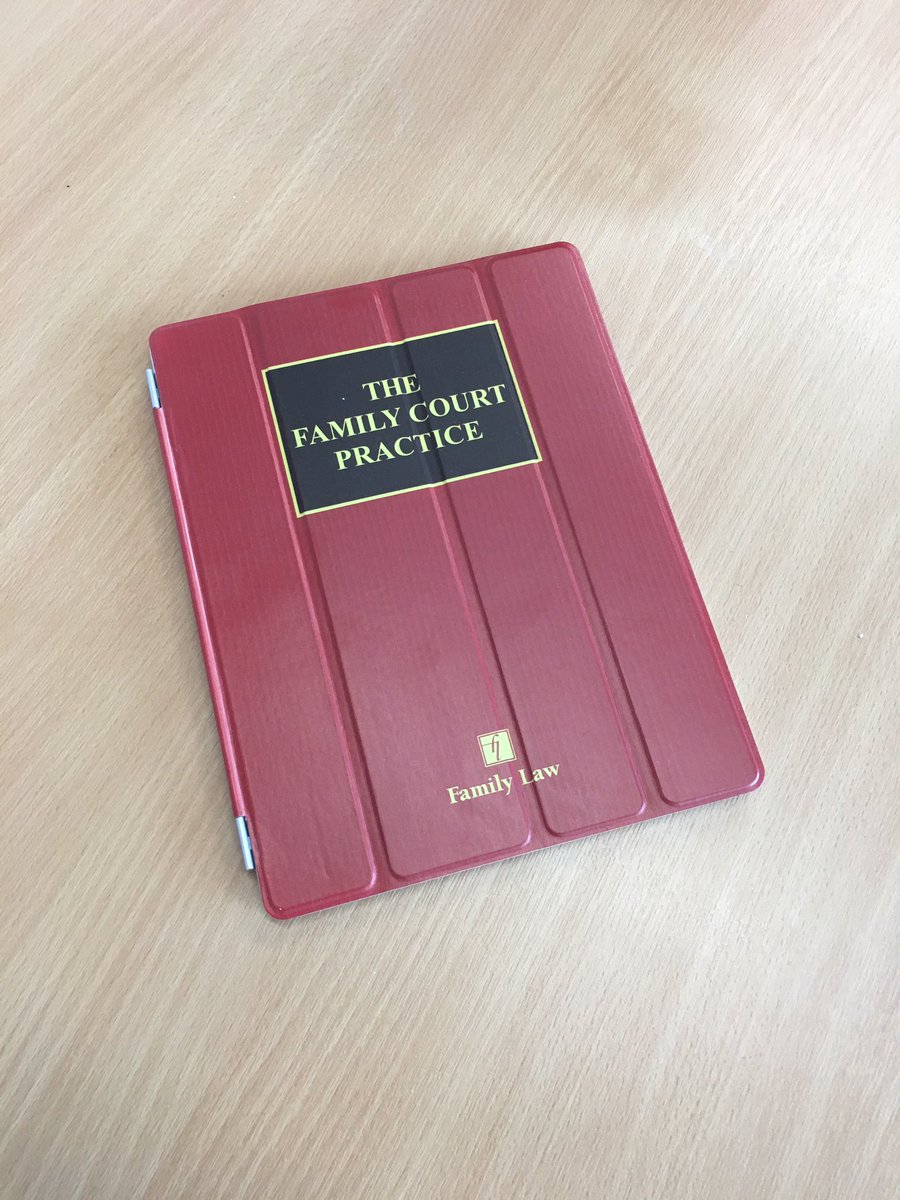 THE
FAMILY COURT
PRACTICE
fl
Family Law